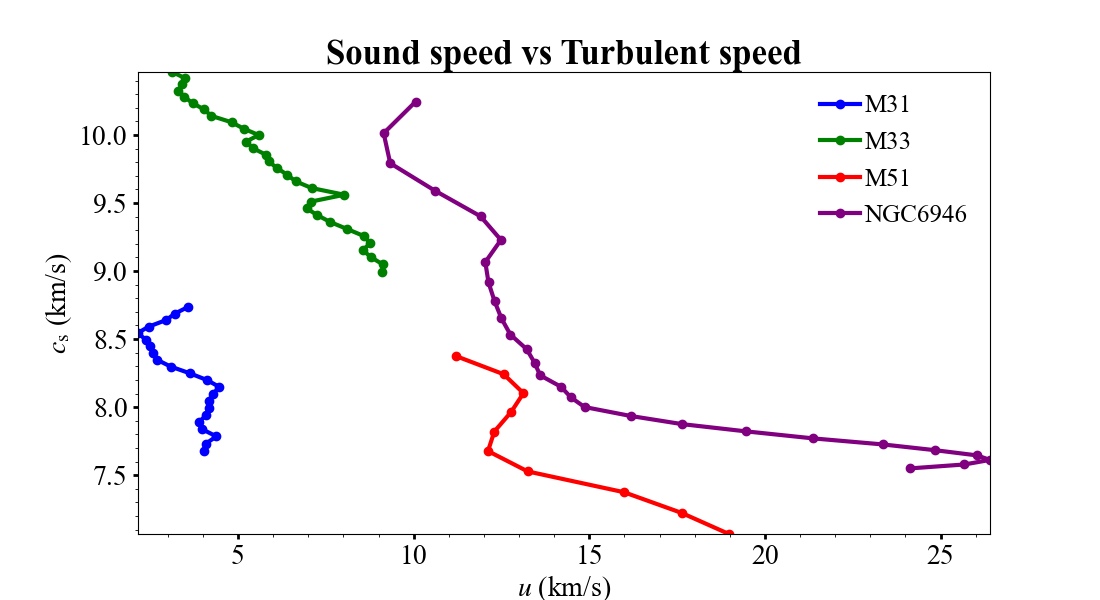 Sound speed vs Turbulent speed
M31
M33
M51
NGC6946
10.0
9.5
9.0
8.5
8.0
7.5
cs (km/s)
5 10 15 20 25
u (km/s)